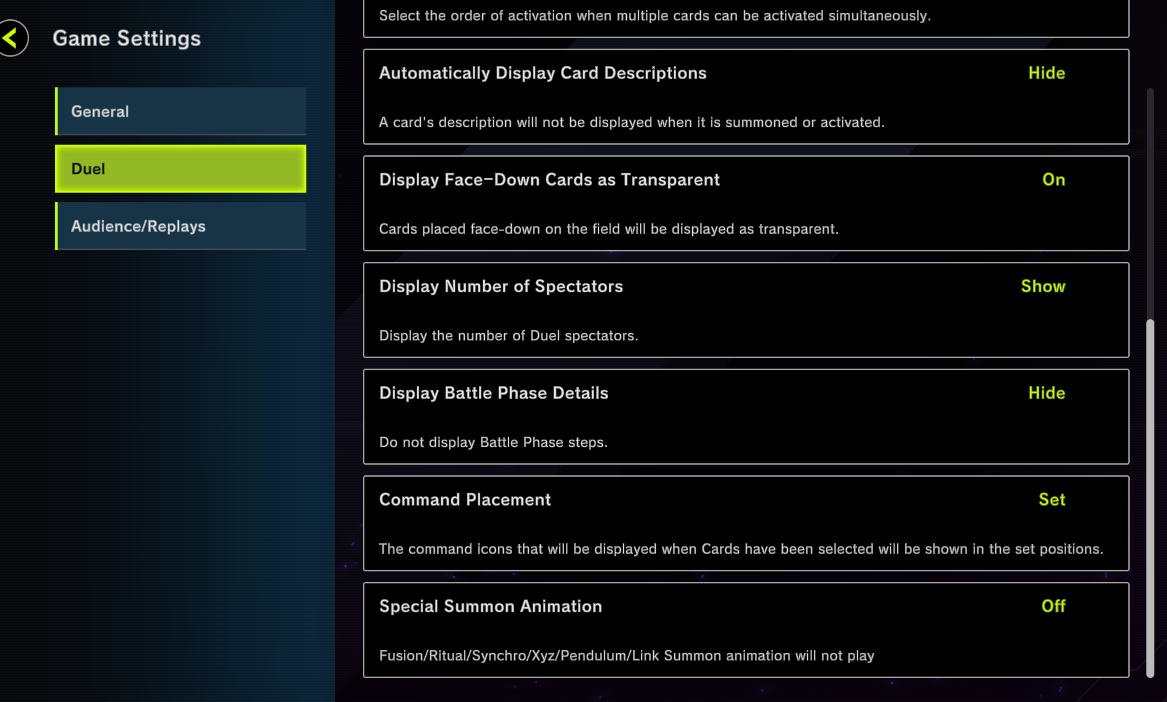 Game Settings
General
Duel
Audience/Replays
Select the order of activation when multiple cards can be activated simultaneously.
Automatically Display Card Descriptions Hide
A card's description will not be displayed when it is summoned or activated.
Display Face-Down Cards as Transparent On
Cards placed face-down on the field will be displayed as transparent.
Display Number of Spectators Show
Display the number of Duel spectators.
Display Battle Phase Details Hide
Do not display Battle Phase steps.
Command Placement Set
The command icons that will be displayed when Cards have been selected will be shown in the set positions.
Special Summon Animation Off
Fusion/Ritual/Synchro/Xyz/Pendulum/Link Summon animation will not play